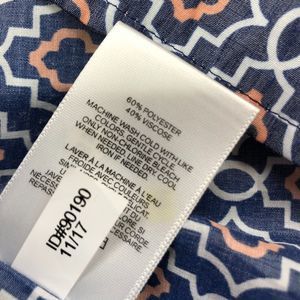 60% POLYESTER
40% VISCOSE
MACHINE WASH COLD WITH LIKE
COLORS, GENTLE CYCLE.
ONLY NON-CHLORINE BLEACH
WHEN NEEDED. LINE DRY. COOL
IRON IF NEEDED
LAVER À LA MACHINE À L'EAU
FROIDE AVEC COULEURS
REPAS
ID#90190
11/17